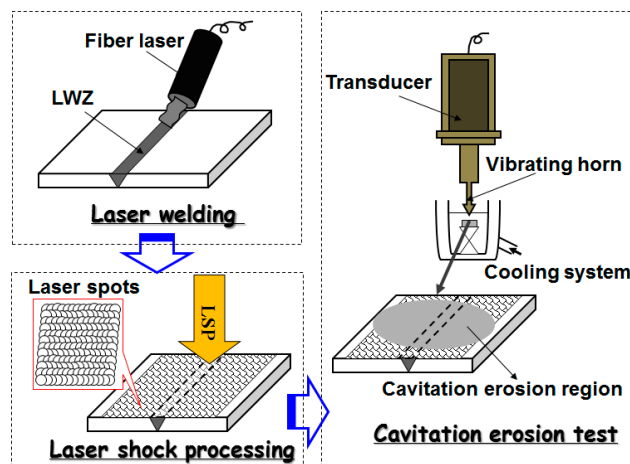 Fiber laser
LWZ
Laser welding
Laser spots
LSP
Laser shock processing
Transducer
Vibrating horn
Cooling system
Cavitation erosion region
Cavitation erosion test